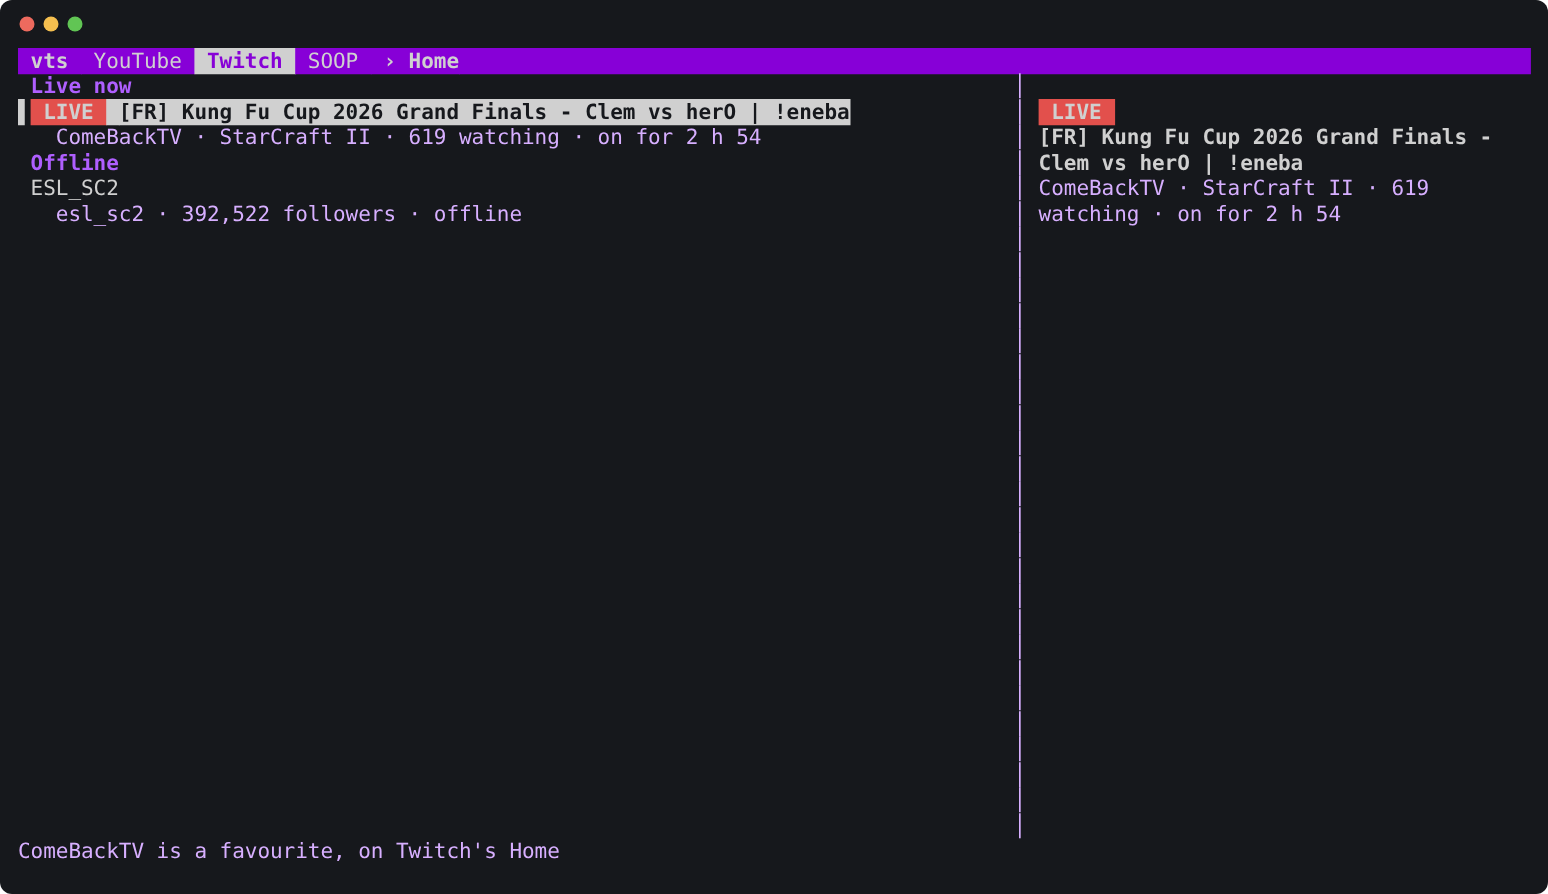 vts YouTube Twitch SOOP › Home
Live now
LIVE [FR] Kung Fu Cup 2026 Grand Finals - Clem vs herO | !eneba
ComeBackTV · StarCraft II · 619 watching · on for 2 h 54
Offline
ESL_SC2
esl_sc2 · 392,522 followers · offline
LIVE
[FR] Kung Fu Cup 2026 Grand Finals -
Clem vs herO | !eneba
ComeBackTV · StarCraft II · 619
watching · on for 2 h 54
ComeBackTV is a favourite, on Twitch's Home